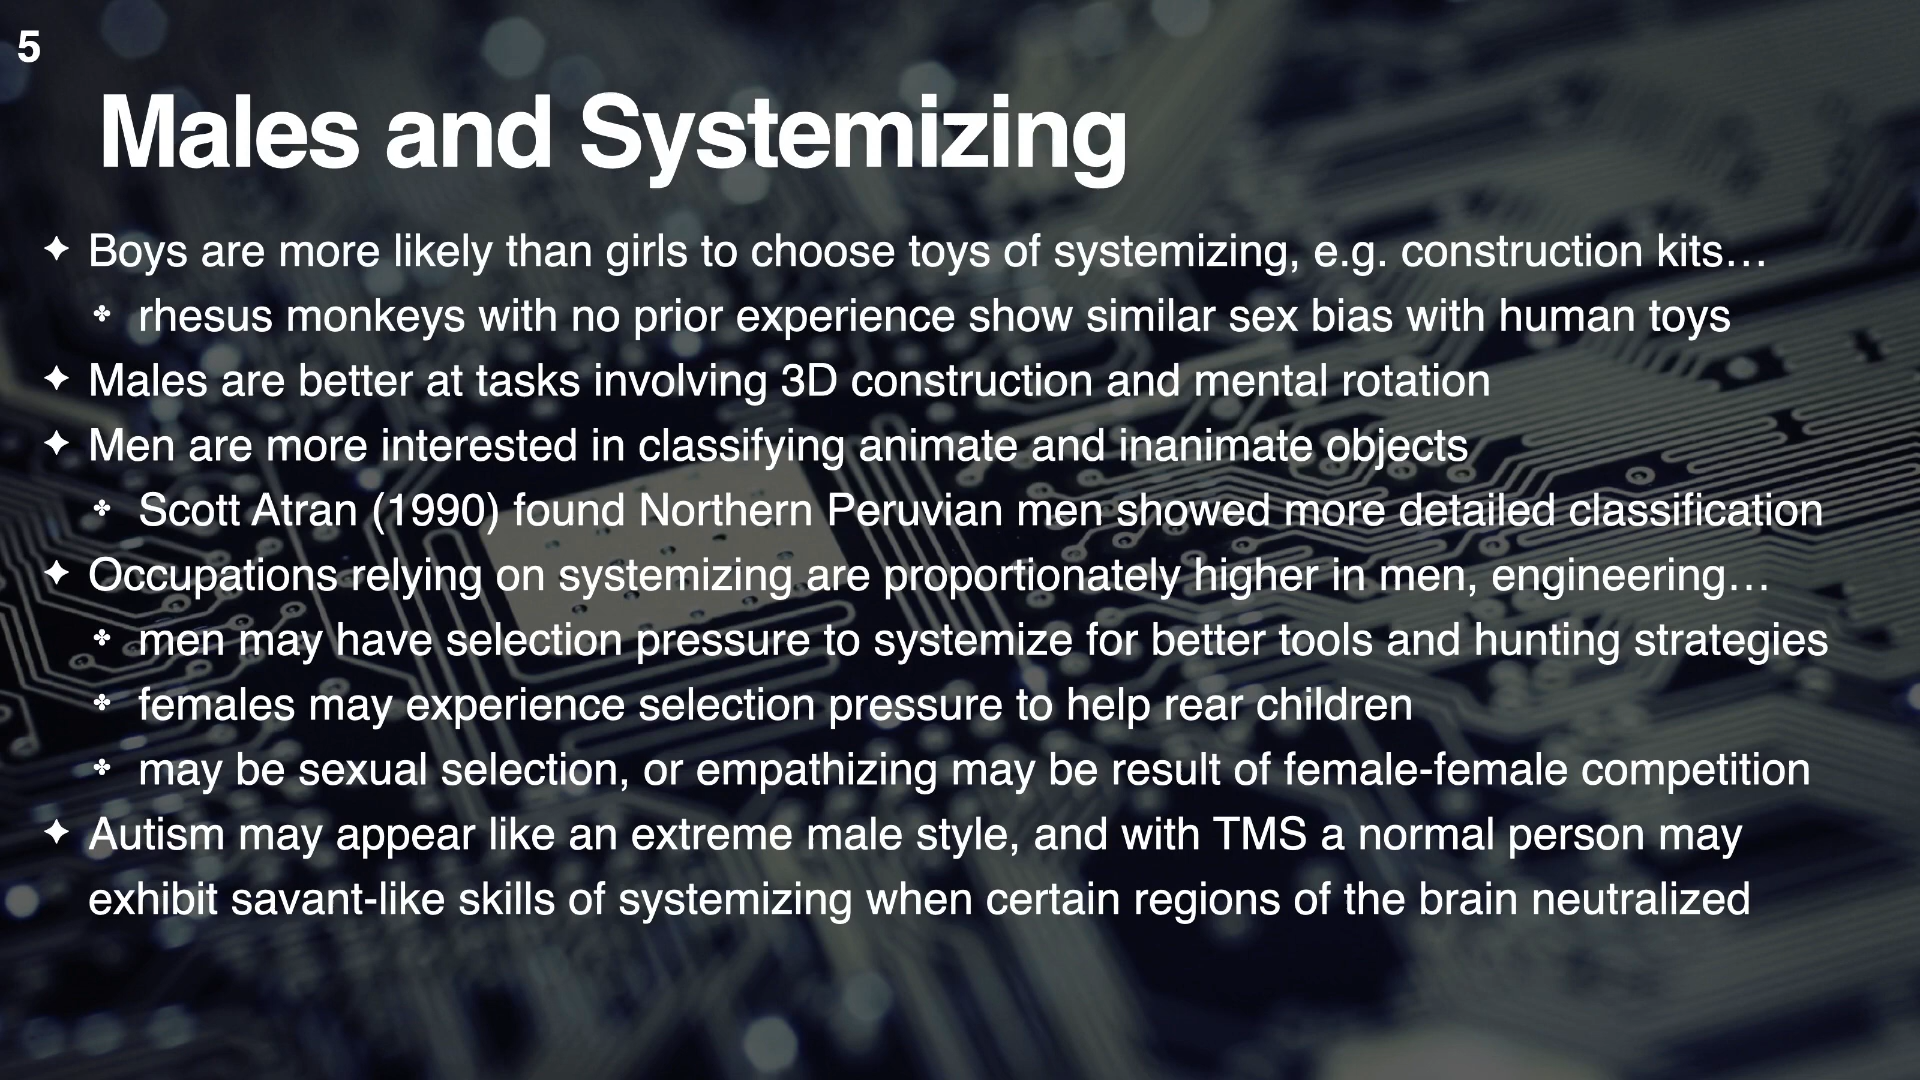 5
Males and Systemizing
✦ Boys are more likely than girls to choose toys of systemizing, e.g. construction kits…
✤ rhesus monkeys with no prior experience show similar sex bias with human toys
✦ Males are better at tasks involving 3D construction and mental rotation
✦ Men are more interested in classifying animate and inanimate objects
✤ Scott Atran (1990) found Northern Peruvian men showed more detailed classification
✦ Occupations relying on systemizing are proportionately higher in men, engineering…
✤ men may have selection pressure to systemize for better tools and hunting strategies
✤ females may experience selection pressure to help rear children
✤ may be sexual selection, or empathizing may be result of female-female competition
✦ Autism may appear like an extreme male style, and with TMS a normal person may
exhibit savant-like skills of systemizing when certain regions of the brain neutralized